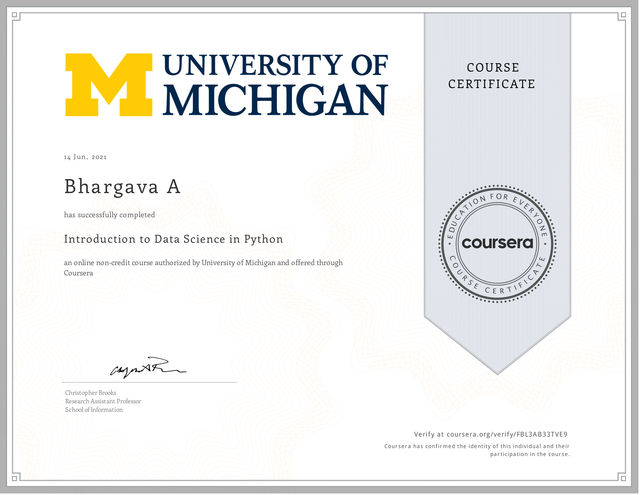 UNIVERSITY OF
MICHIGAN
COURSE
CERTIFICATE
14 Jun, 2021
Bhargava A
has successfully completed
Introduction to Data Science in Python
an online non-credit course authorized by University of Michigan and offered through
Coursera
EDUCATION FOR EVERYONE
coursera
COURSE CERTIFICATE
Christopher Brooks
Research Assistant Professor
School of Information
Verify at coursera.org/verify/FBL3AB33TVE9
Coursera has confirmed the identity of this individual and their
participation in the course.